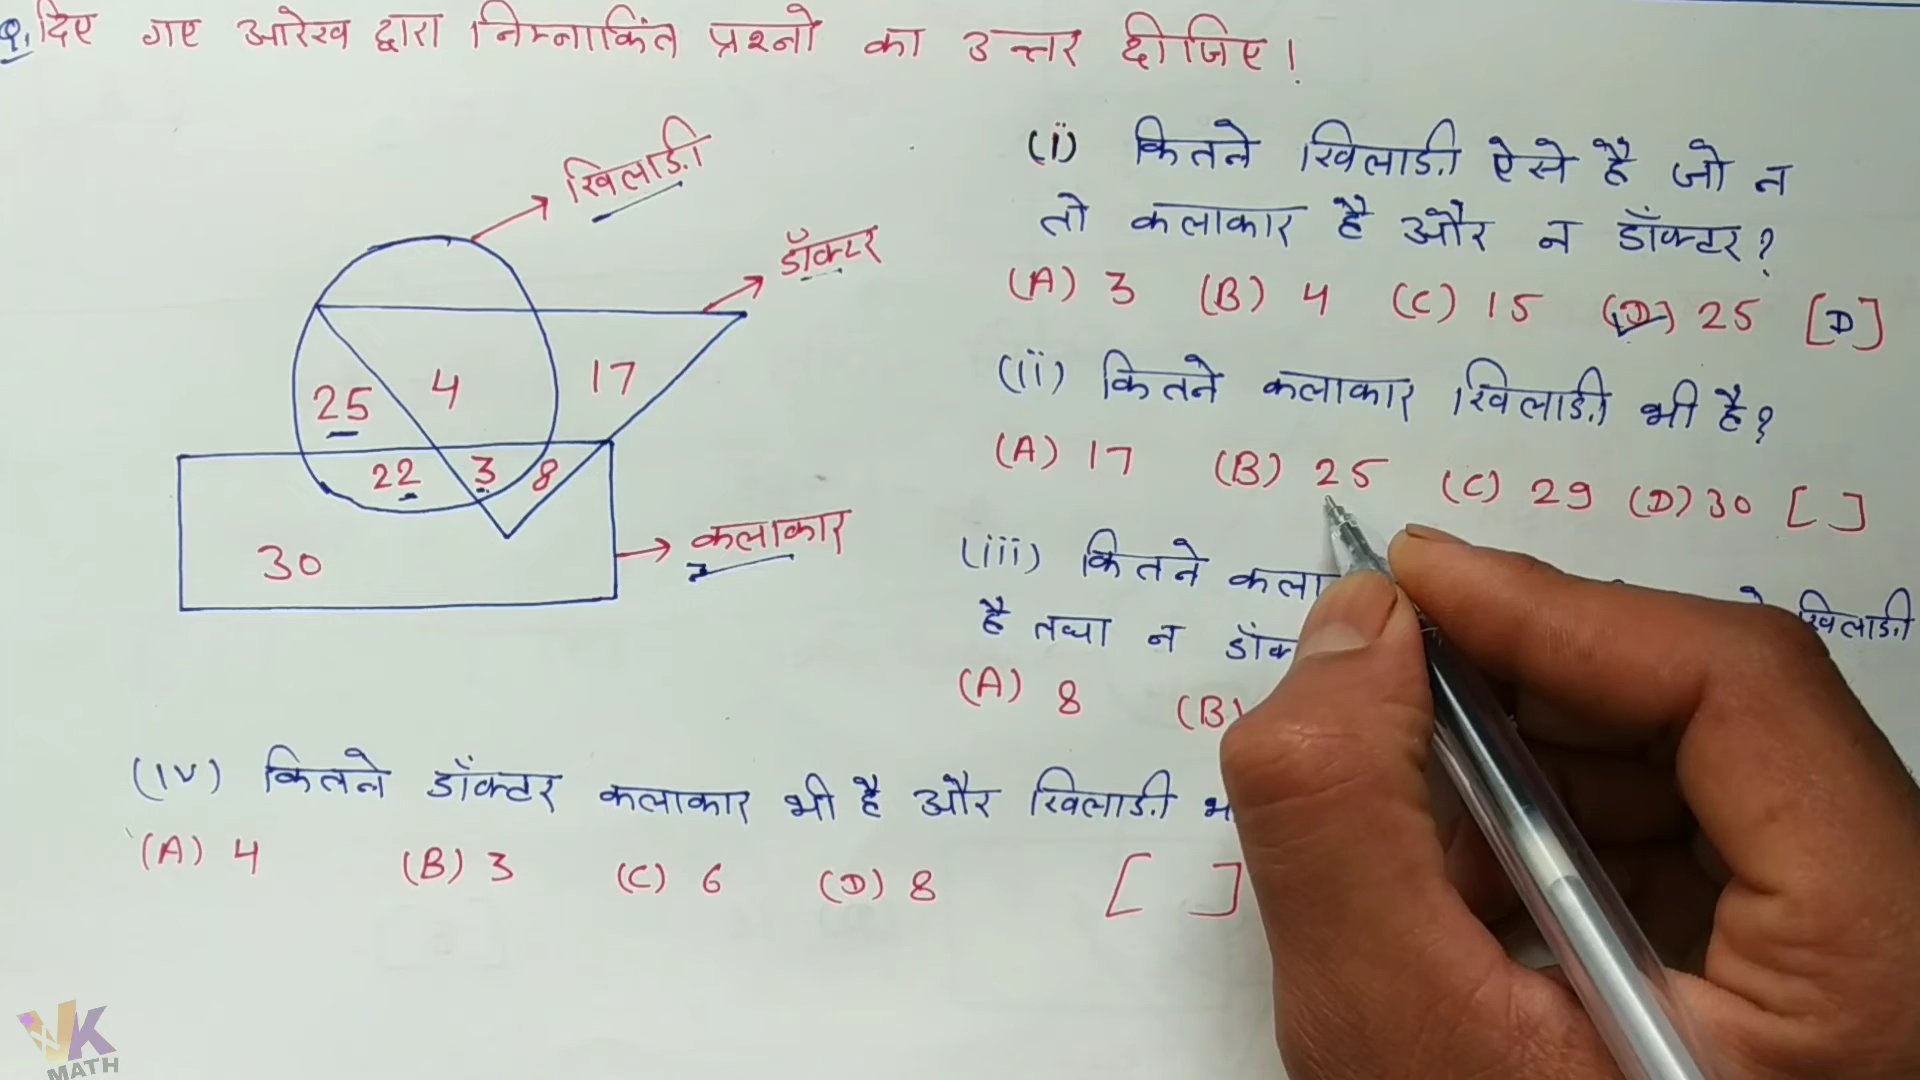 Q. दिए गए आरेख द्वारा निम्नाकिंत प्रश्नो का उत्तर दीजिए।
खिलाड़ी
डॉक्टर
25 4 17
22 3 8
30
कलाकार
(i) कितने खिलाड़ी ऐसे है जो न
तो कलाकार है और न डॉक्टर?
(A) 3 (B) 4 (C) 15 (D) 25 [D]
(ii) कितने कलाकार खिलाड़ी भी है?
(A) 17 (B) 25 (C) 29 (D) 30 [ ]
(iii) कितने कला खिलाड़ी
है तथा न डॉक
(A) 8 (B)
(iv) कितने डॉक्टर कलाकार भी है और खिलाड़ी
(A) 4 (B) 3 (C) 6 (D) 8 [ ]
VK
MATH